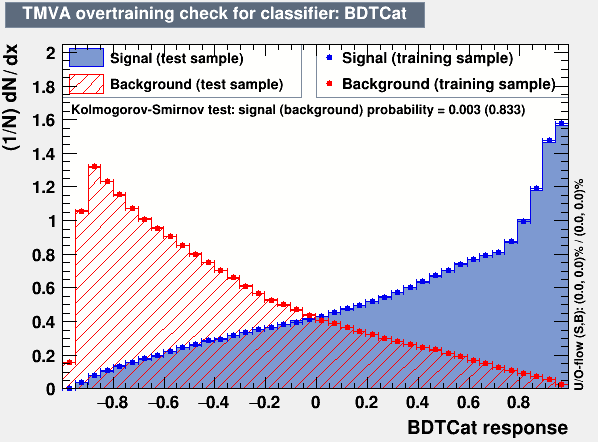 TMVA overtraining check for classifier: BDTCat
(1/N) dN / dx
2
1.8
1.6
1.4
1.2
1
0.8
0.6
0.4
0.2
0
Signal (test sample)
Background (test sample)
Signal (training sample)
Background (training sample)
Kolmogorov-Smirnov test: signal (background) probability = 0.003 (0.833)
−0.8 −0.6 −0.4 −0.2 0 0.2 0.4 0.6 0.8
BDTCat response
U/O-flow (S,B): (0.0, 0.0)% / (0.0, 0.0)%